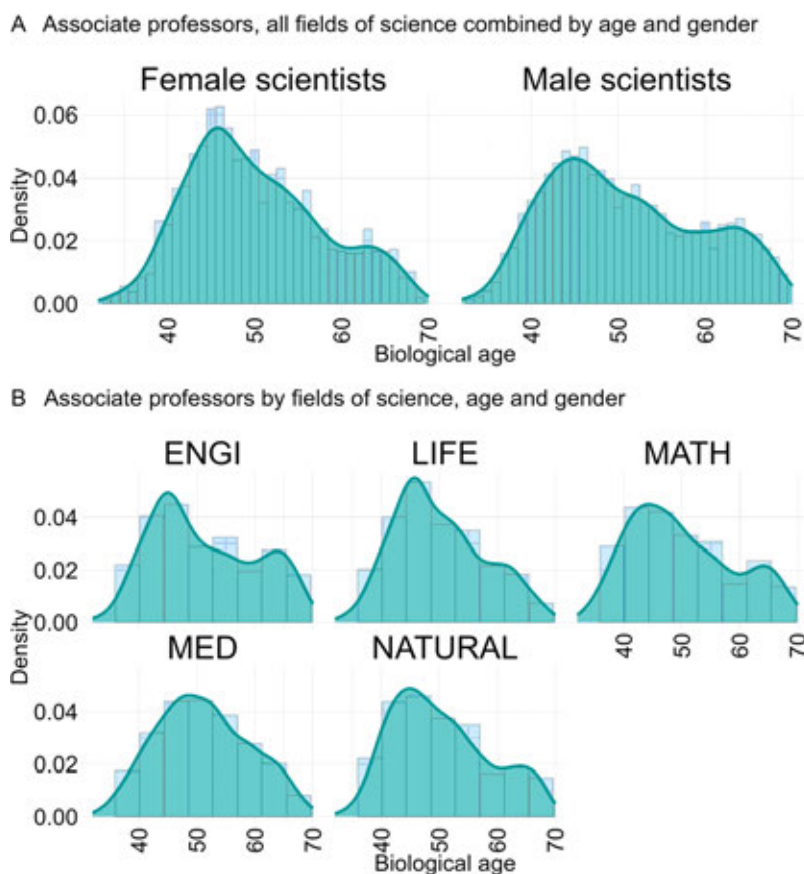 A Associate professors, all fields of science combined by age and gender
Female scientists Male scientists
0.06
0.04
0.02
0.00
Density
40 50 60 70 40 50 60 70
Biological age
B Associate professors by fields of science, age and gender
ENGI LIFE MATH
0.04
0.02
0.00
40 50 60 70
Density
MED NATURAL
0.04
0.02
0.00
40 50 60 70 40 50 60 70
Biological age